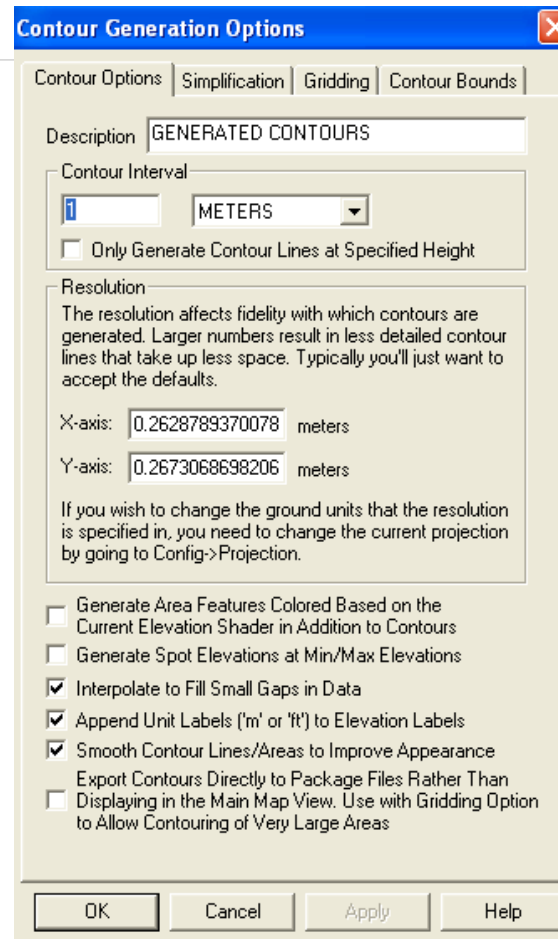 Contour Generation Options
Contour Options
Simplification
Gridding
Contour Bounds
Description GENERATED CONTOURS
Contour Interval
1 METERS
Only Generate Contour Lines at Specified Height
Resolution
The resolution affects fidelity with which contours are
generated. Larger numbers result in less detailed contour
lines that take up less space. Typically you'll just want to
accept the defaults.
X-axis: 0.2628789370078 meters
Y-axis: 0.2673068698206 meters
If you wish to change the ground units that the resolution
is specified in, you need to change the current projection
by going to Config->Projection.
Generate Area Features Colored Based on the
Current Elevation Shader in Addition to Contours
Generate Spot Elevations at Min/Max Elevations
Interpolate to Fill Small Gaps in Data
Append Unit Labels ('m' or 'ft') to Elevation Labels
Smooth Contour Lines/Areas to Improve Appearance
Export Contours Directly to Package Files Rather Than
Displaying in the Main Map View. Use with Gridding Option
to Allow Contouring of Very Large Areas
OK
Cancel
Apply
Help